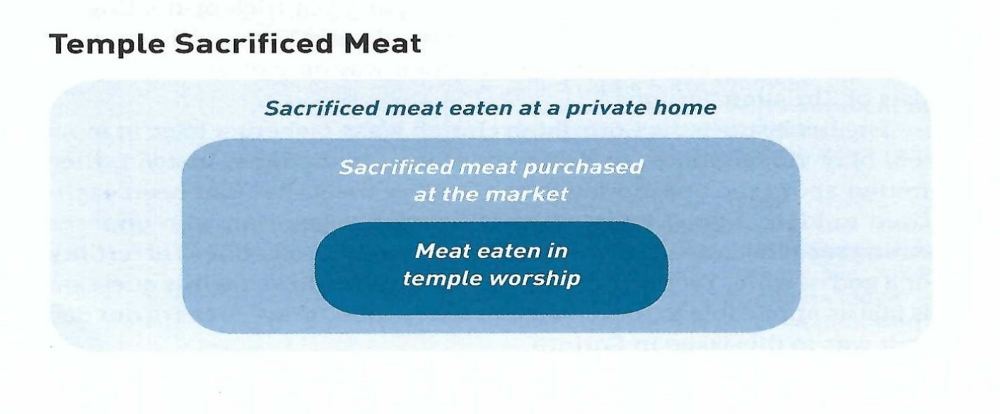 Temple Sacrificed Meat
Sacrificed meat eaten at a private home
Sacrificed meat purchased
at the market
Meat eaten in
temple worship